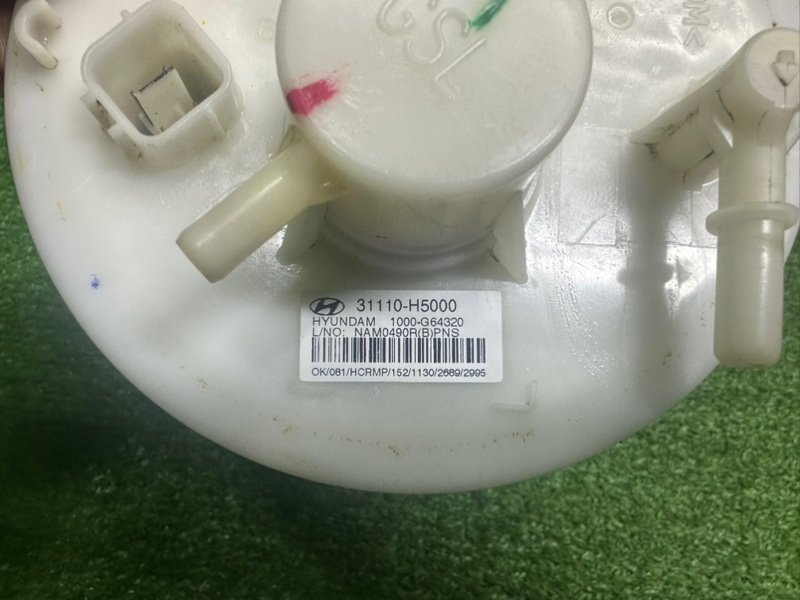 GSL
O
M<
31110-H5000
HYUNDAM 1000-G64320
L/NO: NAM0490R(B)PNS
OK/081/HCRMP/152/1130/2689/2995